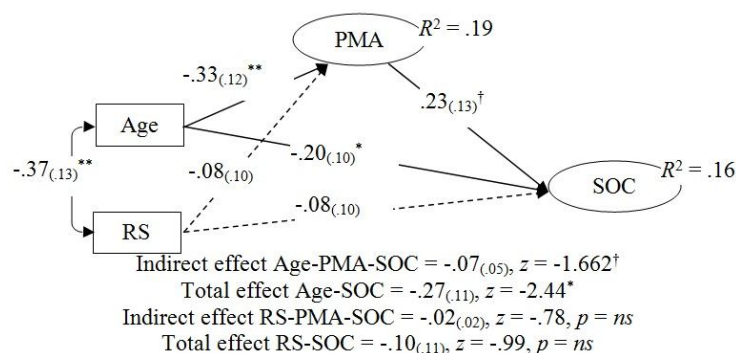 PMA
R² = .19
-.33(.12)**
.23(.13)†
Age
-.37(.13)**
-.08(.10)
-.20(.10)*
SOC
R² = .16
-.08(.10)
RS
Indirect effect Age-PMA-SOC = -.07(.05), z = -1.662†
Total effect Age-SOC = -.27(.11), z = -2.44*
Indirect effect RS-PMA-SOC = -.02(.02), z = -.78, p = ns
Total effect RS-SOC = -.10(.11), z = -.99, p = ns